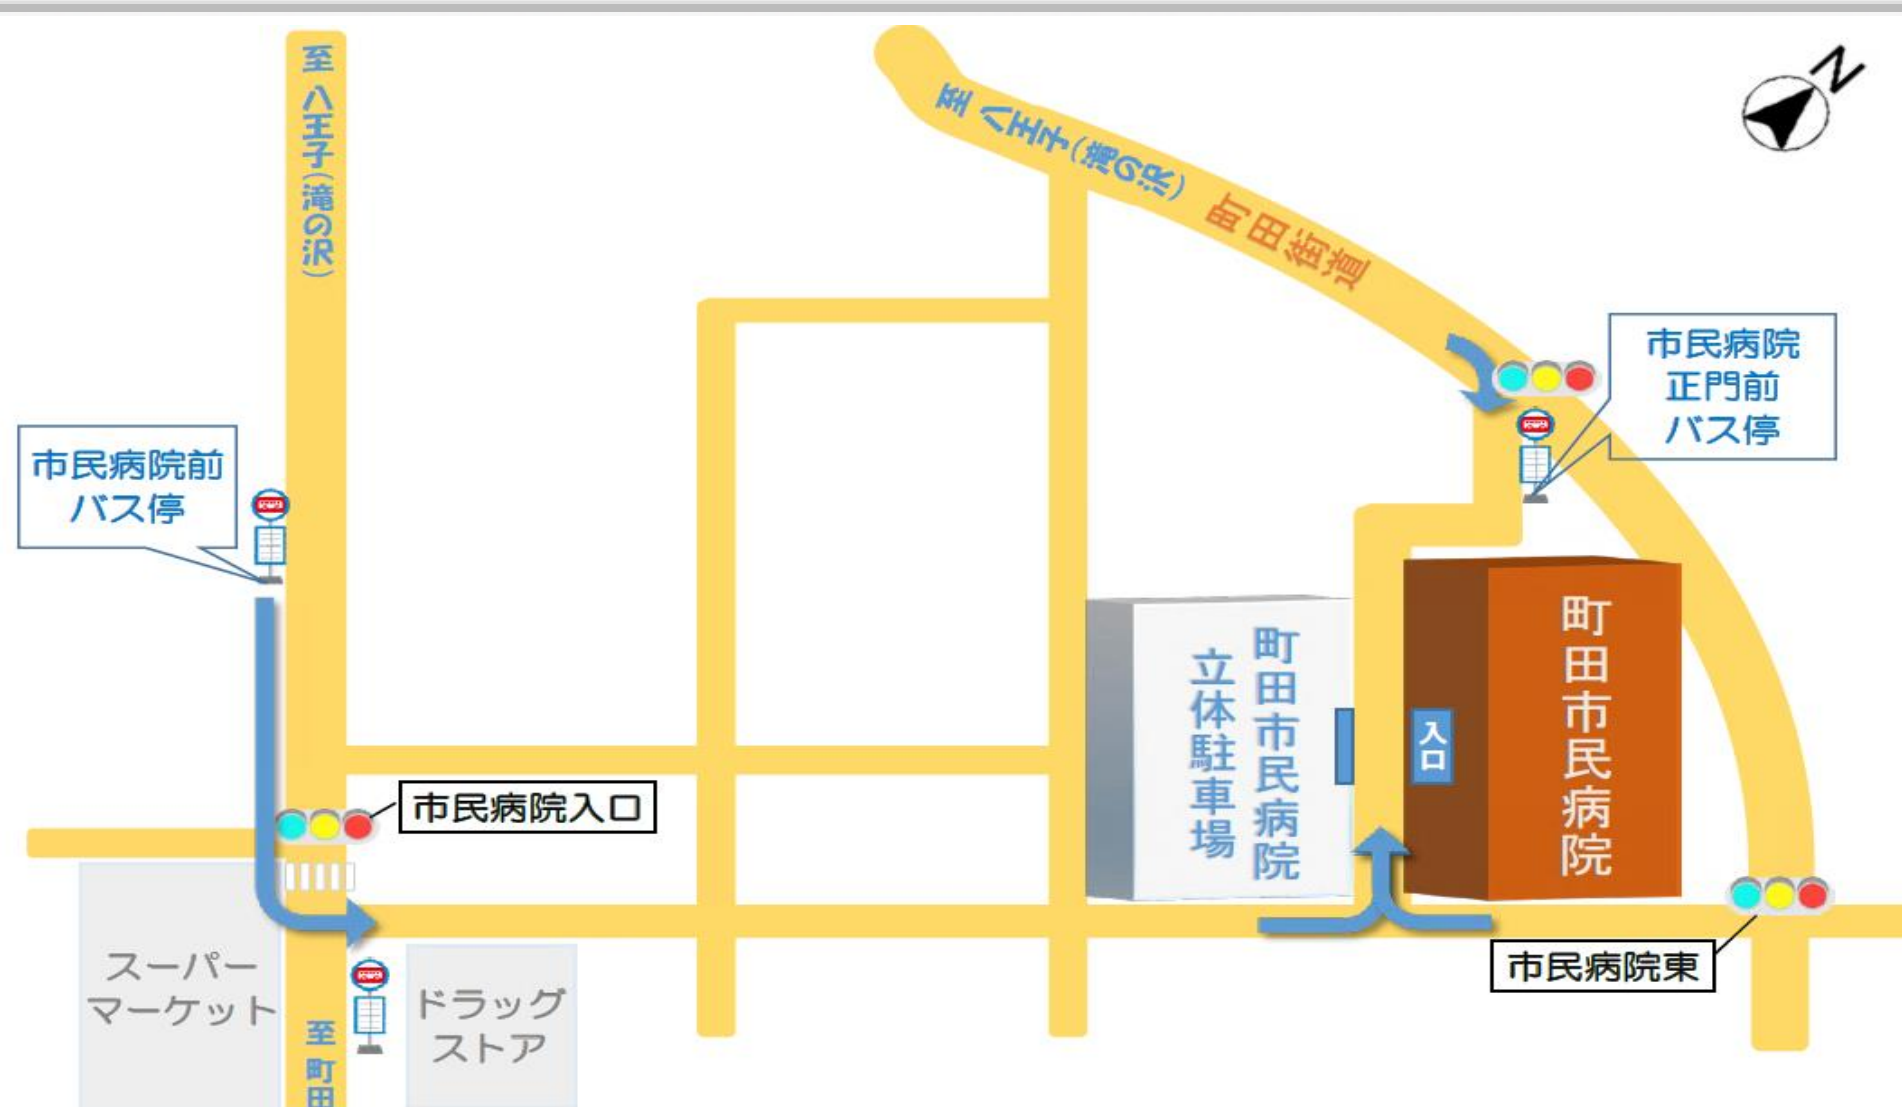 至 八王子(滝の沢)
至 八王子(滝の沢) 町田街道
N
市民病院
正門前
バス停
市民病院前
バス停
町田市民病院
立体駐車場
入口
町田市民病院
市民病院入口
市民病院東
スーパー
マーケット
ドラッグ
ストア
至 町田